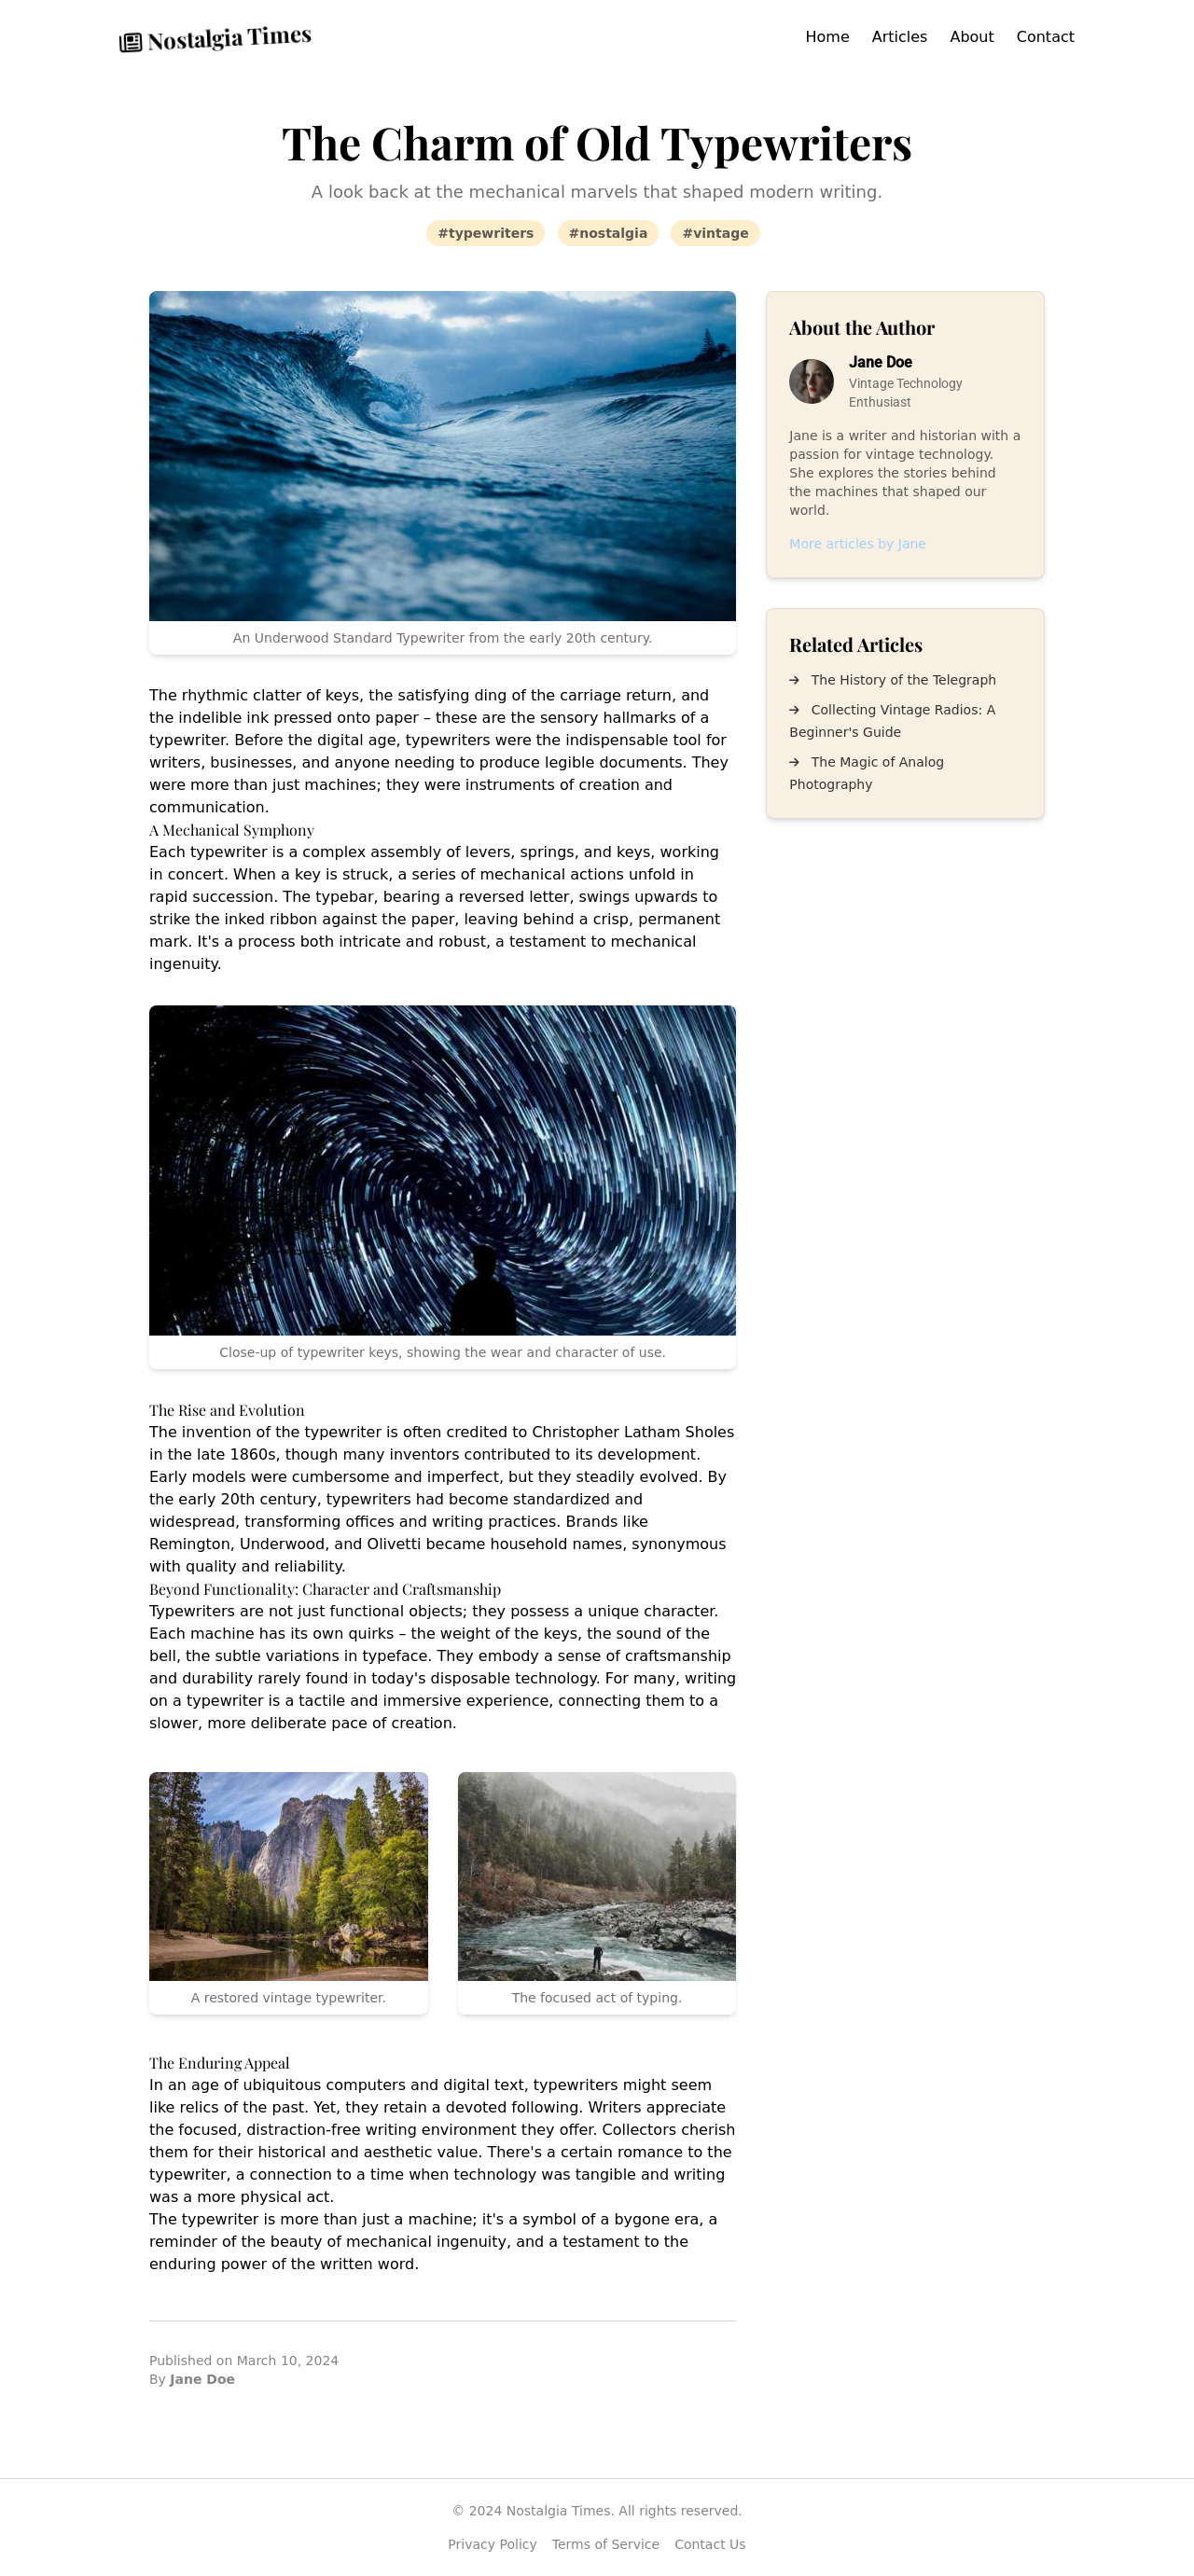 Nostalgia Times
Home Articles About Contact
The Charm of Old Typewriters
A look back at the mechanical marvels that shaped modern writing.
#typewriters #nostalgia #vintage
An Underwood Standard Typewriter from the early 20th century.
The rhythmic clatter of keys, the satisfying ding of the carriage return, and
the indelible ink pressed onto paper – these are the sensory hallmarks of a
typewriter. Before the digital age, typewriters were the indispensable tool for
writers, businesses, and anyone needing to produce legible documents. They
were more than just machines; they were instruments of creation and
communication.
A Mechanical Symphony
Each typewriter is a complex assembly of levers, springs, and keys, working
in concert. When a key is struck, a series of mechanical actions unfold in
rapid succession. The typebar, bearing a reversed letter, swings upwards to
strike the inked ribbon against the paper, leaving behind a crisp, permanent
mark. It's a process both intricate and robust, a testament to mechanical
ingenuity.
Close-up of typewriter keys, showing the wear and character of use.
The Rise and Evolution
The invention of the typewriter is often credited to Christopher Latham Sholes
in the late 1860s, though many inventors contributed to its development.
Early models were cumbersome and imperfect, but they steadily evolved. By
the early 20th century, typewriters had become standardized and
widespread, transforming offices and writing practices. Brands like
Remington, Underwood, and Olivetti became household names, synonymous
with quality and reliability.
Beyond Functionality: Character and Craftsmanship
Typewriters are not just functional objects; they possess a unique character.
Each machine has its own quirks – the weight of the keys, the sound of the
bell, the subtle variations in typeface. They embody a sense of craftsmanship
and durability rarely found in today's disposable technology. For many, writing
on a typewriter is a tactile and immersive experience, connecting them to a
slower, more deliberate pace of creation.
A restored vintage typewriter.
The focused act of typing.
The Enduring Appeal
In an age of ubiquitous computers and digital text, typewriters might seem
like relics of the past. Yet, they retain a devoted following. Writers appreciate
the focused, distraction-free writing environment they offer. Collectors cherish
them for their historical and aesthetic value. There's a certain romance to the
typewriter, a connection to a time when technology was tangible and writing
was a more physical act.
The typewriter is more than just a machine; it's a symbol of a bygone era, a
reminder of the beauty of mechanical ingenuity, and a testament to the
enduring power of the written word.
Published on March 10, 2024
By Jane Doe
About the Author
Jane Doe
Vintage Technology
Enthusiast
Jane is a writer and historian with a
passion for vintage technology.
She explores the stories behind
the machines that shaped our
world.
More articles by Jane
Related Articles
The History of the Telegraph
Collecting Vintage Radios: A
Beginner's Guide
The Magic of Analog
Photography
© 2024 Nostalgia Times. All rights reserved.
Privacy Policy Terms of Service Contact Us